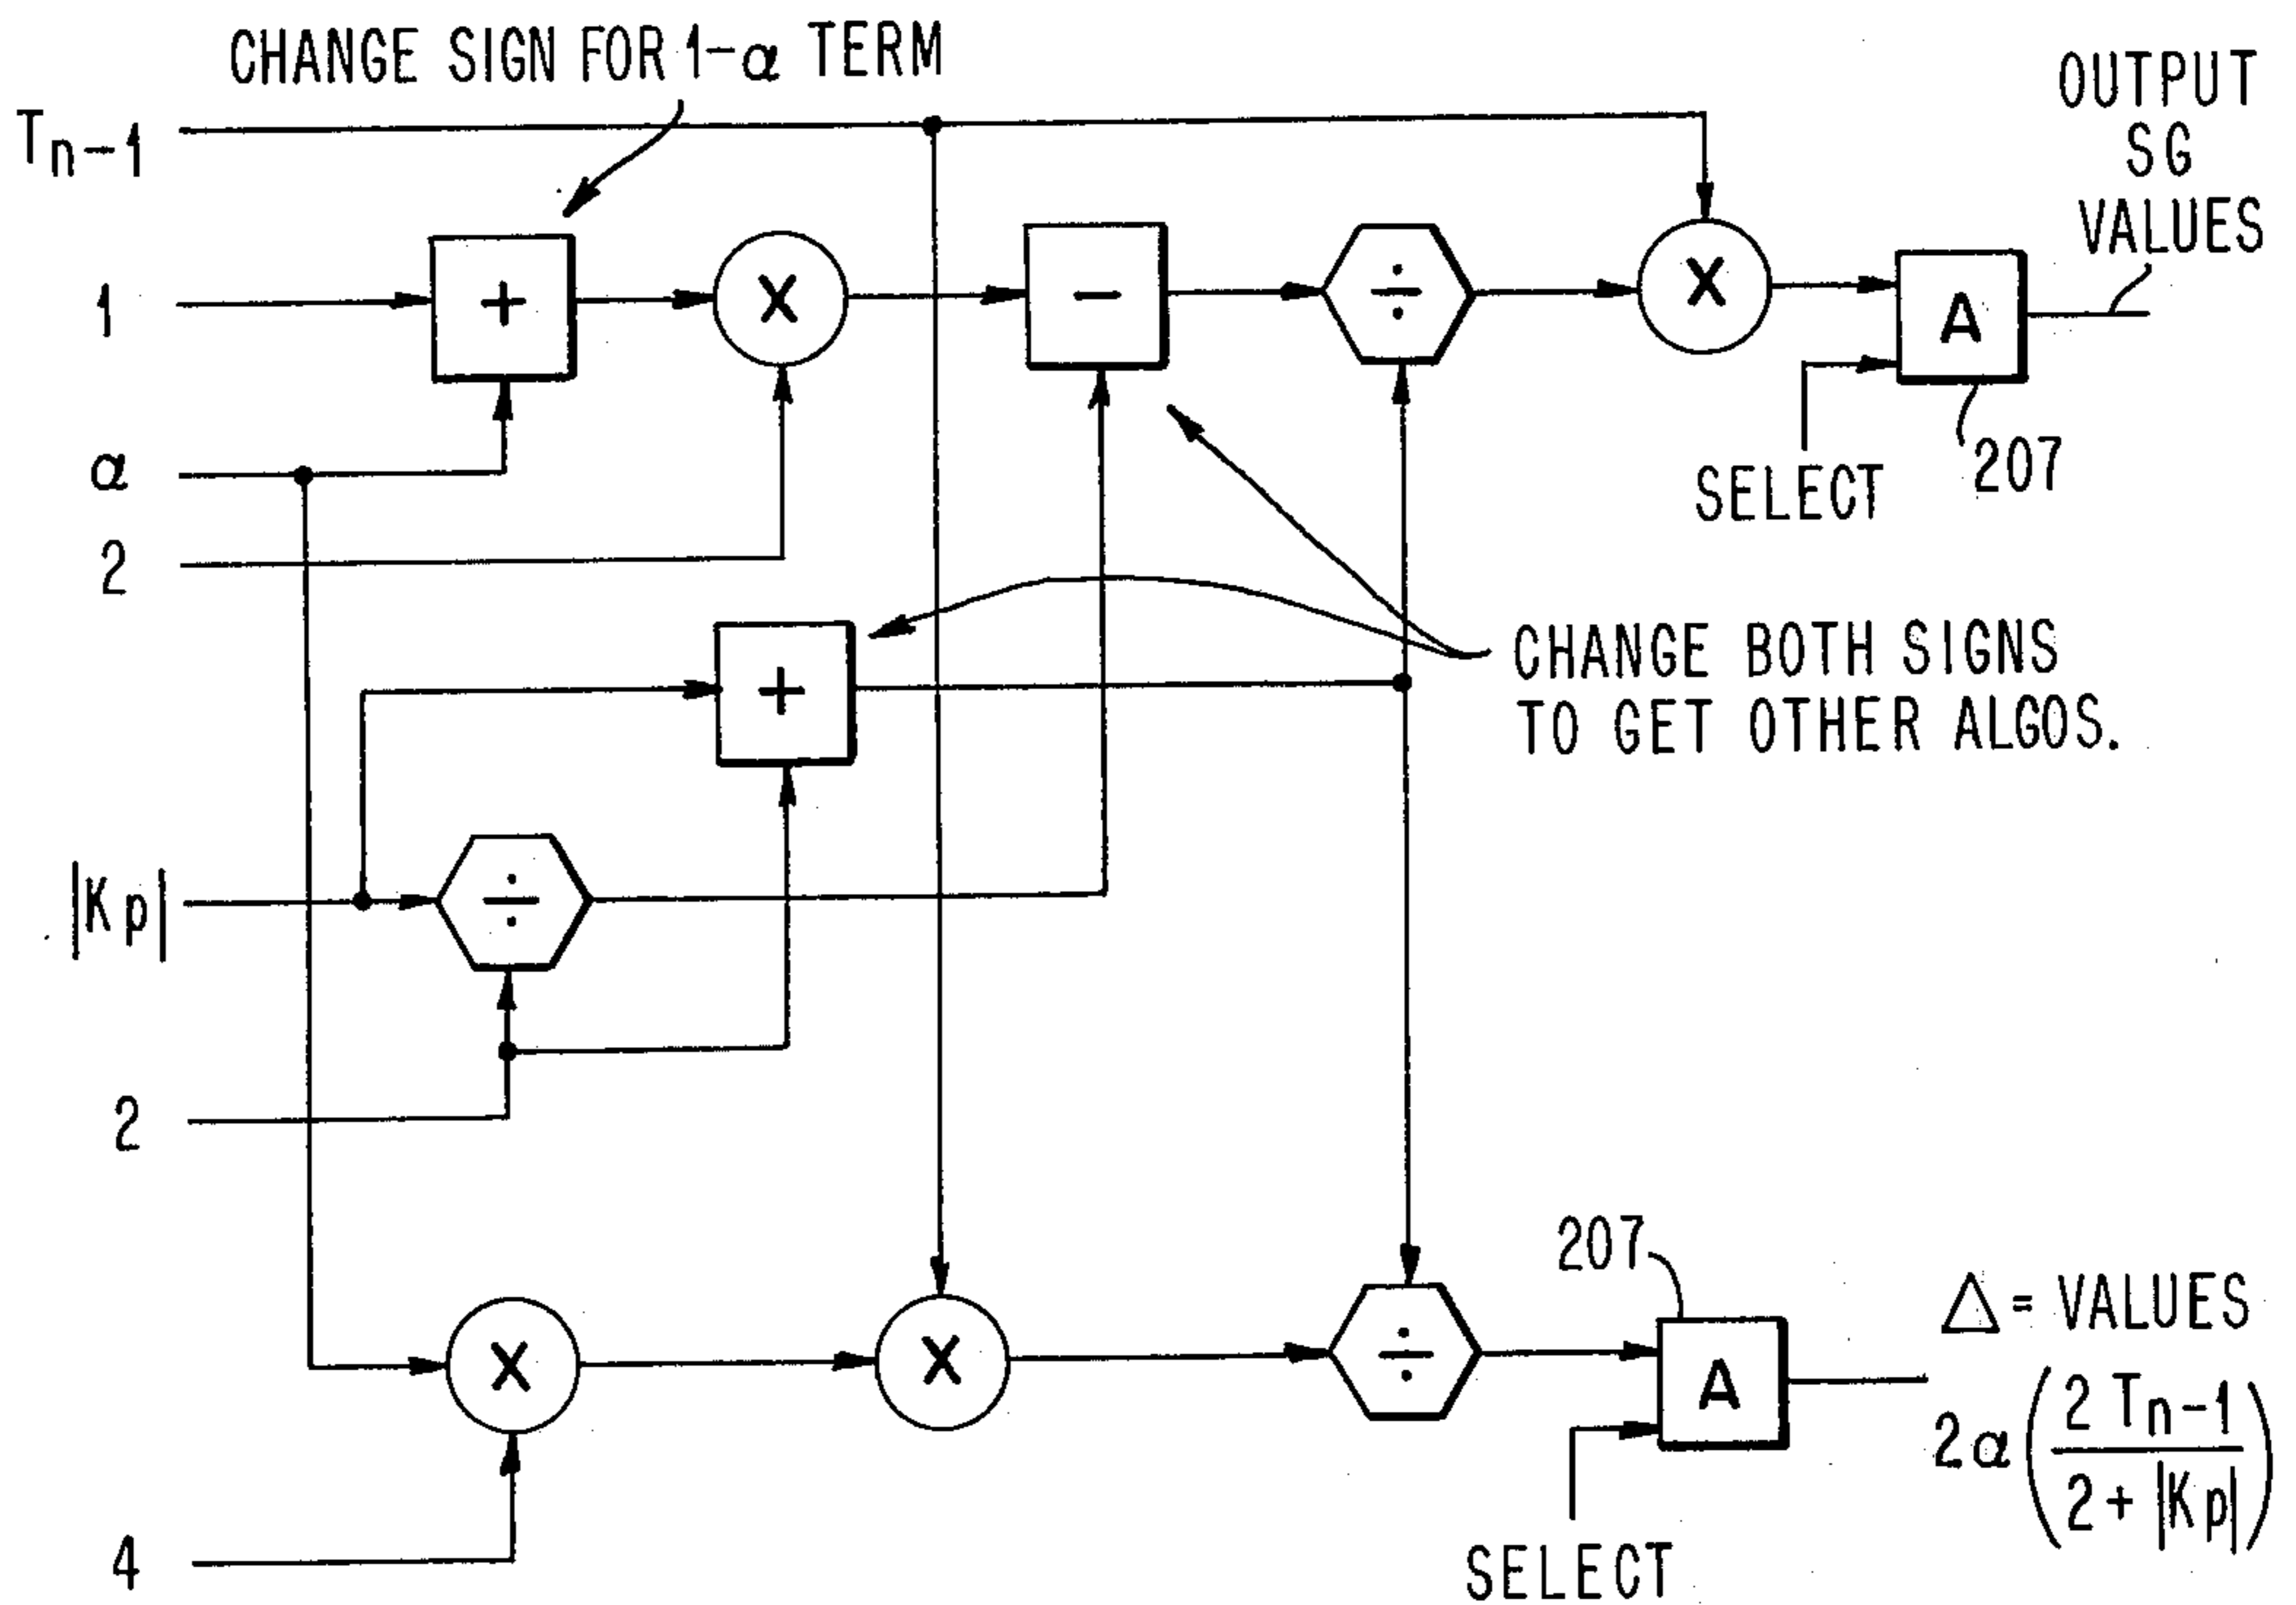 CHANGE SIGN FOR 1-α TERM
OUTPUT
SG
VALUES
Tn-1
1
+
X
-
÷
X
A
α
207
SELECT
2
+
CHANGE BOTH SIGNS
TO GET OTHER ALGOS.
|Kp|
÷
2
207
Δ= VALUES
X
X
÷
A
2α(2 Tn-1 / 2 + |Kp|)
4
SELECT